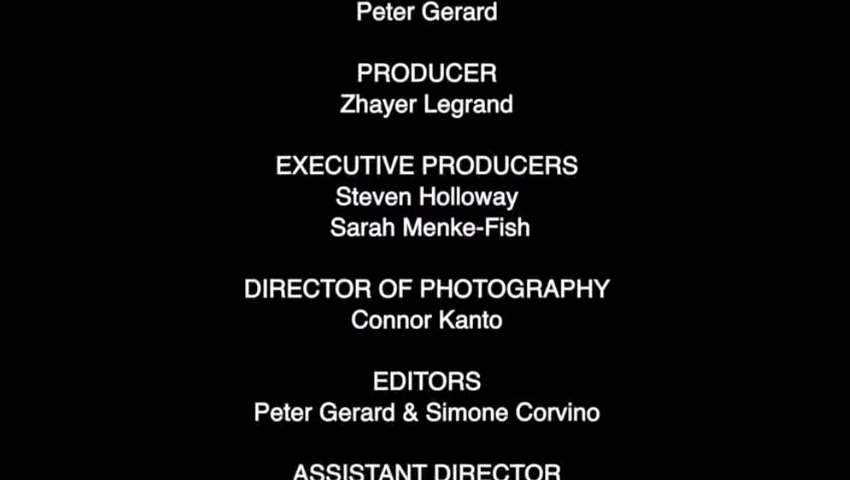 Peter Gerard
PRODUCER
Zhayer Legrand
EXECUTIVE PRODUCERS
Steven Holloway
Sarah Menke-Fish
DIRECTOR OF PHOTOGRAPHY
Connor Kanto
EDITORS
Peter Gerard & Simone Corvino
ASSISTANT DIRECTOR